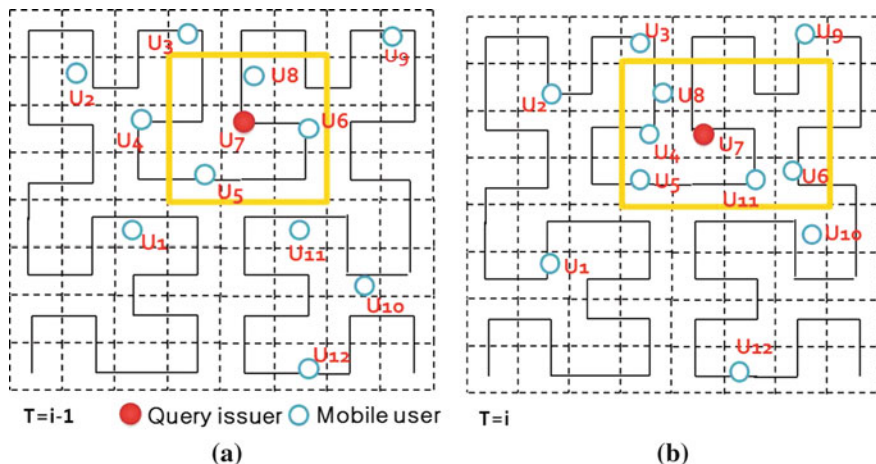 U3
U9
U8
U2
U4
U7
U6
U5
U1
U11
U10
U12
T=i-1
Query issuer
Mobile user
(a)
U3
U9
U2
U8
U4
U7
U5
U11
U6
U10
U1
U12
T=i
(b)